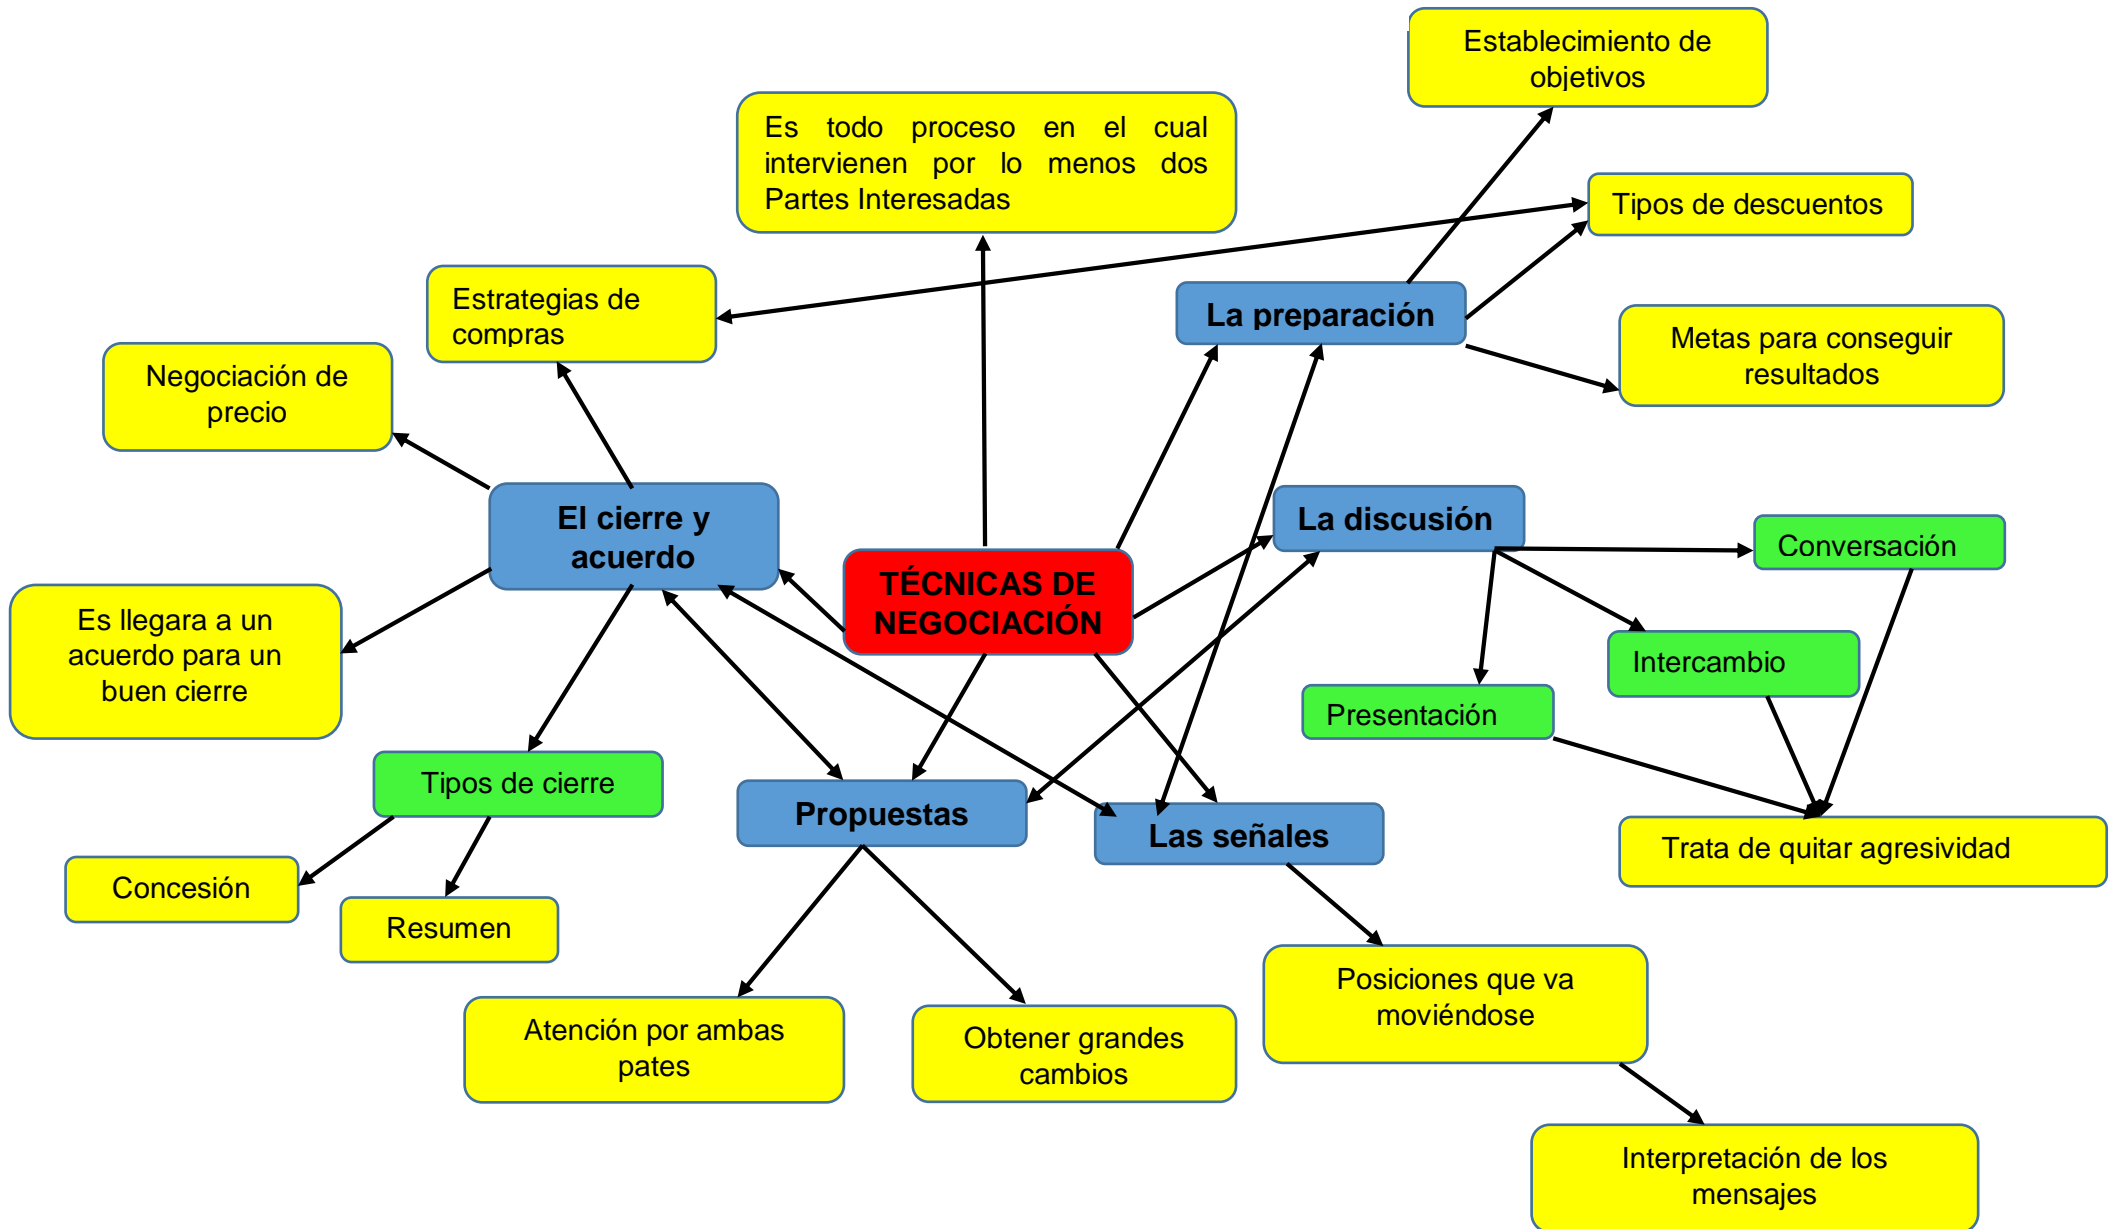 Establecimiento de
objetivos
Es todo proceso en el cual
intervienen por lo menos dos
Partes Interesadas
Tipos de descuentos
Estrategias de
compras
La preparación
Metas para conseguir
resultados
Negociación de
precio
El cierre y
acuerdo
La discusión
Conversación
TÉCNICAS DE
NEGOCIACIÓN
Es llegara a un
acuerdo para un
buen cierre
Intercambio
Presentación
Tipos de cierre
Propuestas
Las señales
Trata de quitar agresividad
Concesión
Resumen
Posiciones que va
moviéndose
Atención por ambas
pates
Obtener grandes
cambios
Interpretación de los
mensajes